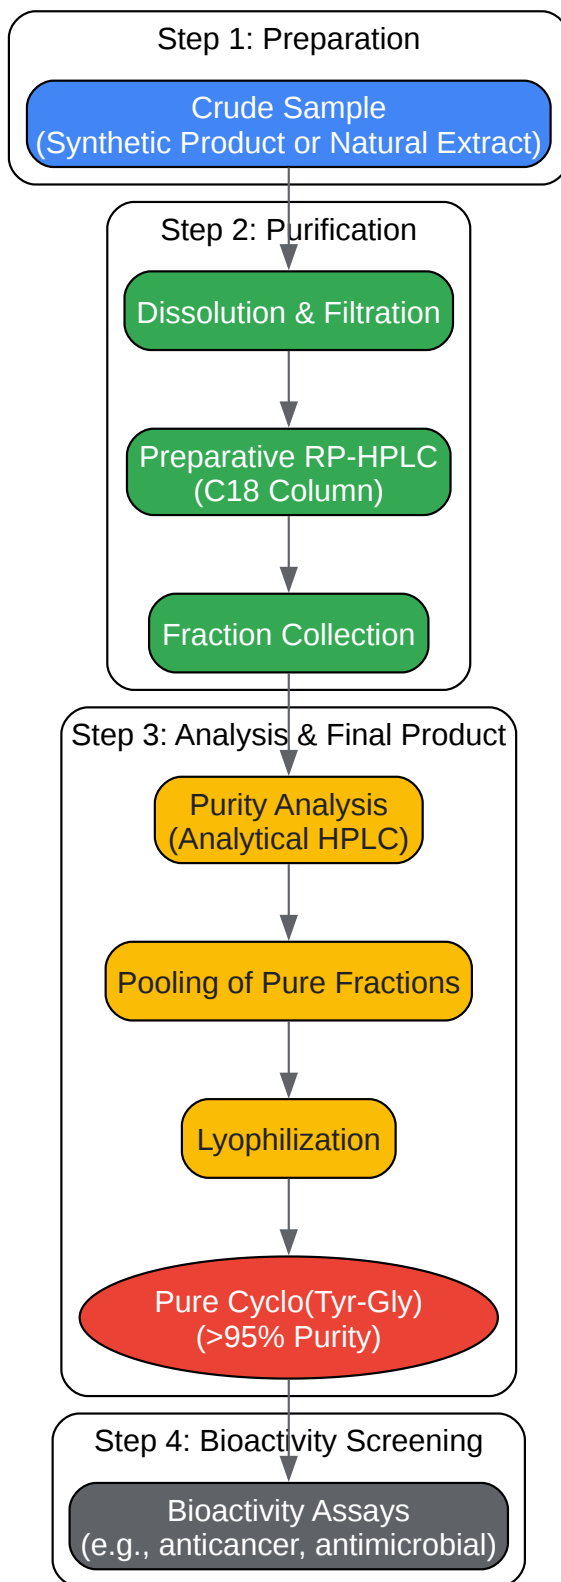 Step 1: Preparation
Crude Sample
(Synthetic Product or Natural Extract)
Step 2: Purification
Dissolution & Filtration
Preparative RP-HPLC
(C18 Column)
Fraction Collection
Step 3: Analysis & Final Product
Purity Analysis
(Analytical HPLC)
Pooling of Pure Fractions
Lyophilization
Pure Cyclo(Tyr-Gly)
(>95% Purity)
Step 4: Bioactivity Screening
Bioactivity Assays
(e.g., anticancer, antimicrobial)